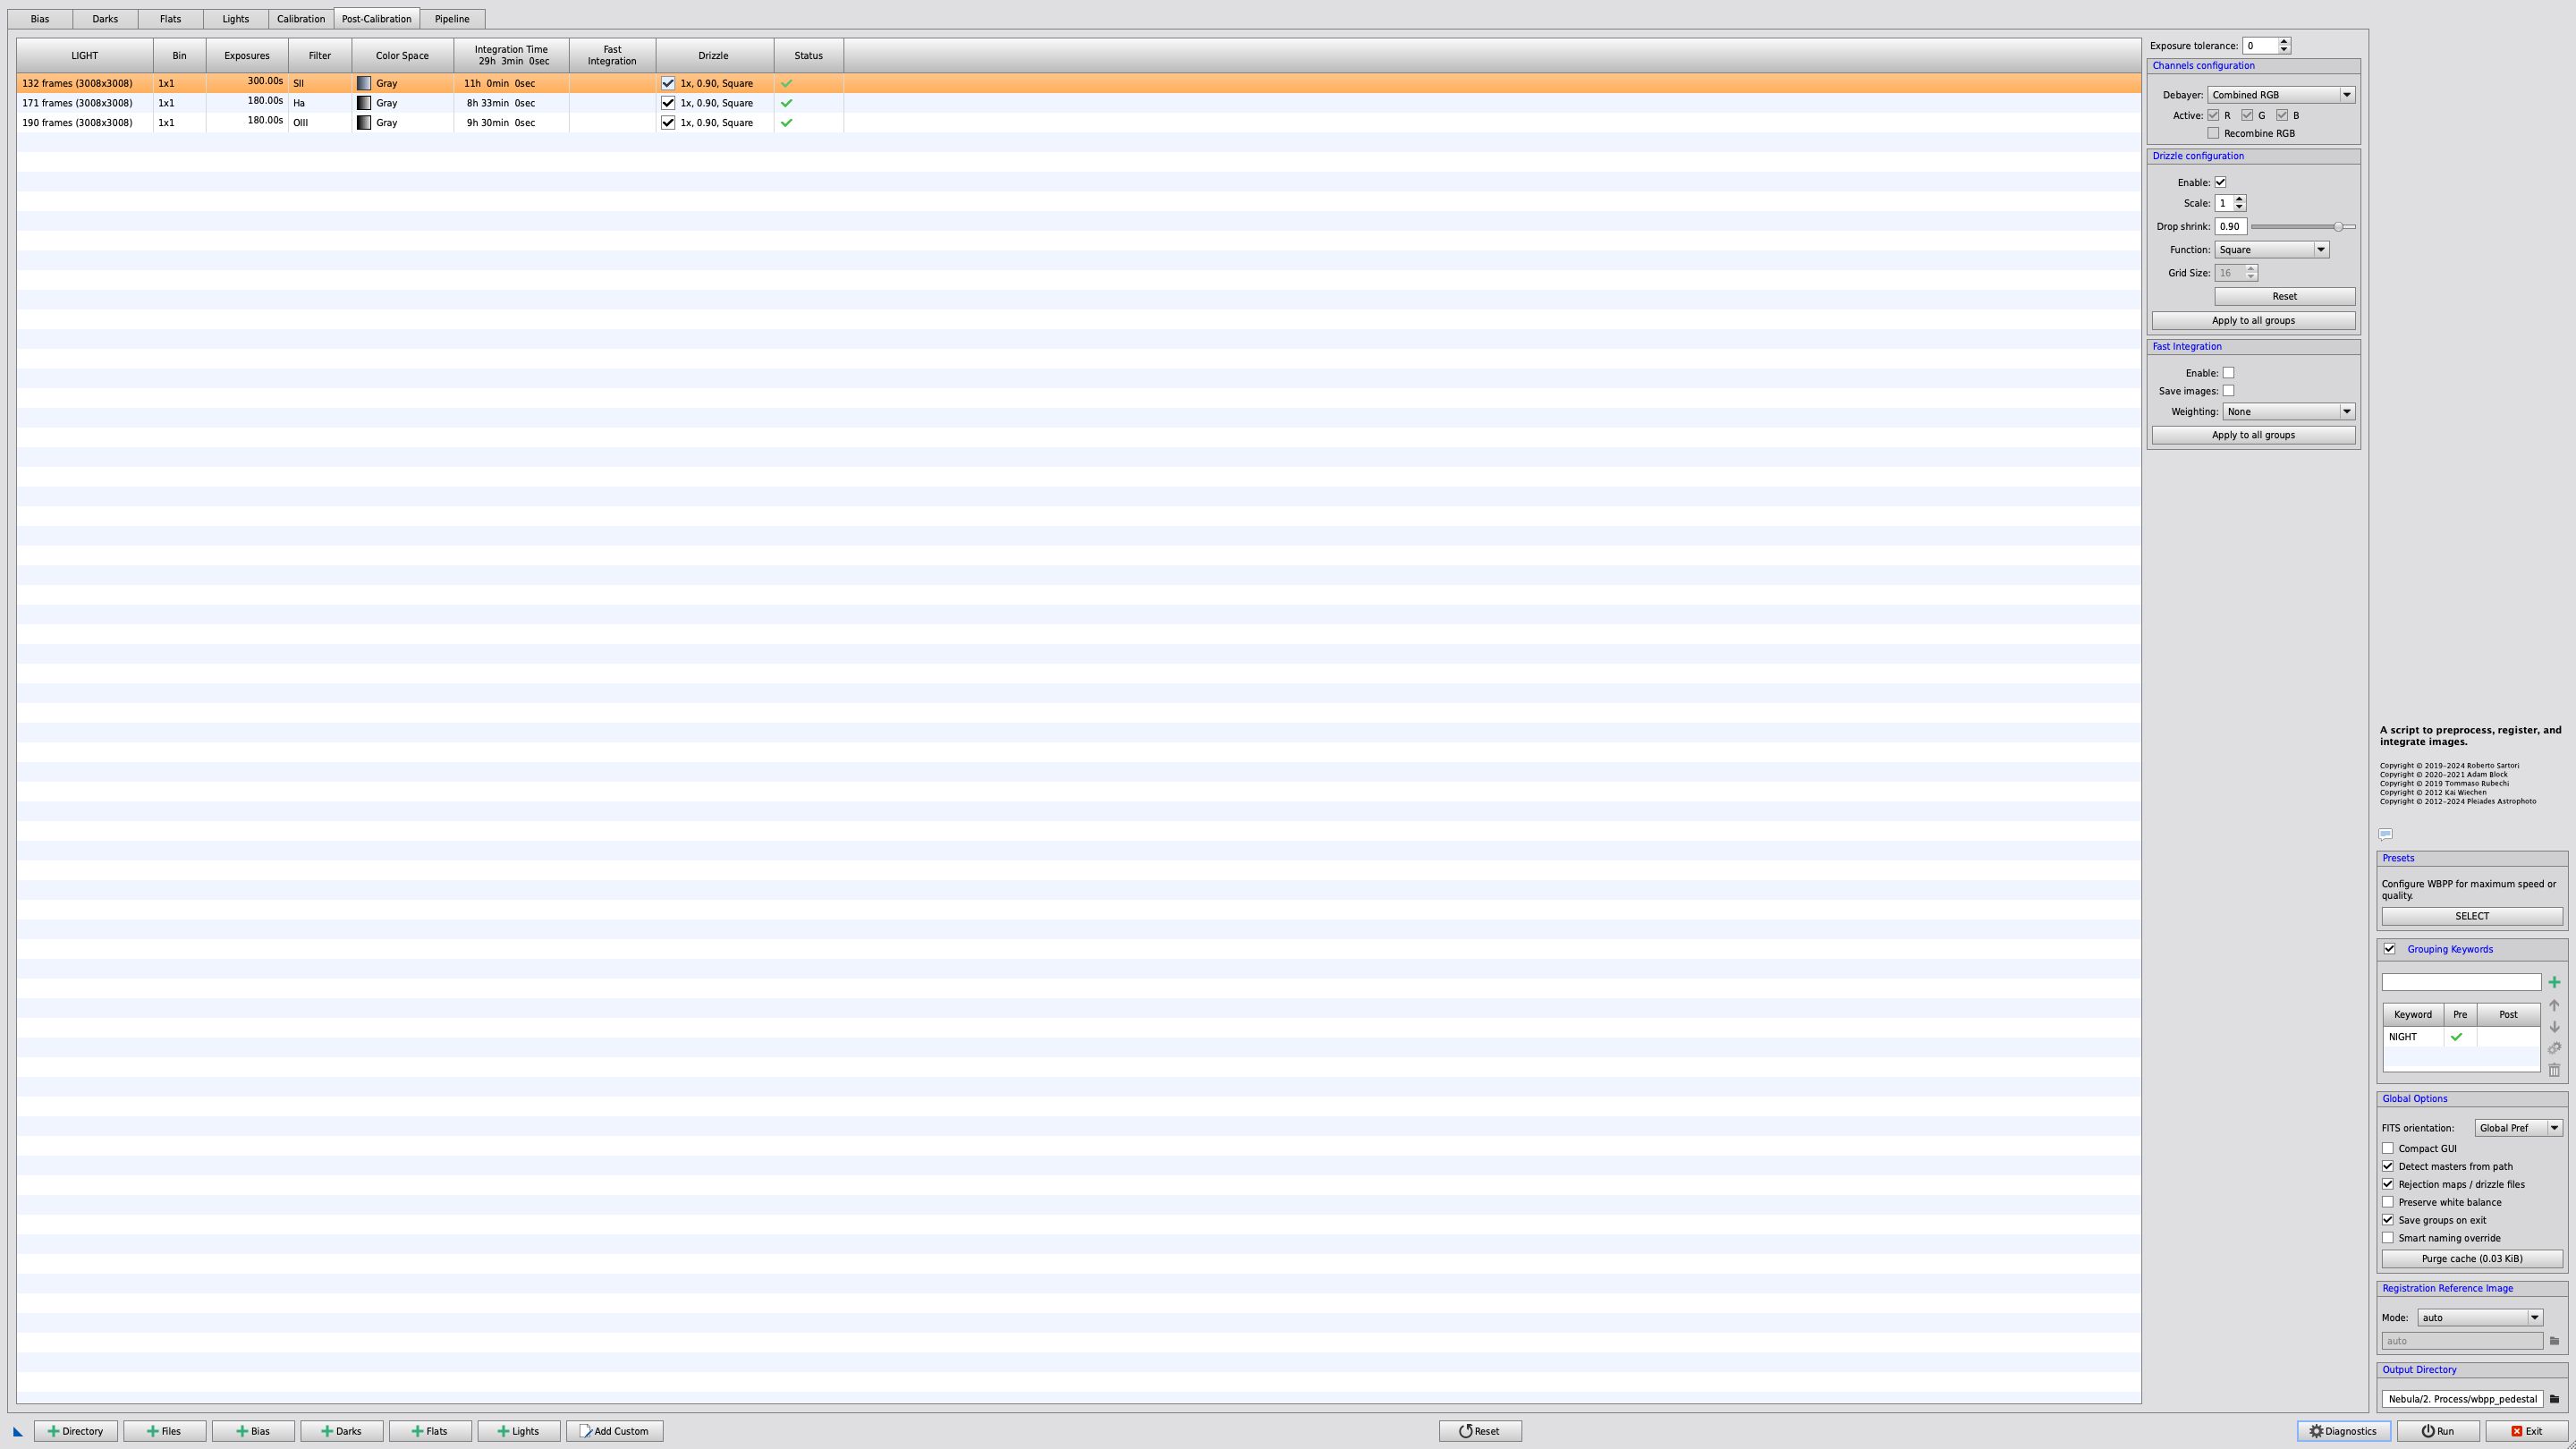 Bias Darks Flats Lights Calibration Post-Calibration Pipeline
LIGHT Bin Exposures Filter Color Space Integration Time 29h 3min 0sec Fast Integration Drizzle Status
132 frames (3008x3008) 1x1 300.00s SII Gray 11h 0min 0sec 1x, 0.90, Square
171 frames (3008x3008) 1x1 180.00s Ha Gray 8h 33min 0sec 1x, 0.90, Square
190 frames (3008x3008) 1x1 180.00s OIII Gray 9h 30min 0sec 1x, 0.90, Square
Exposure tolerance: 0
Channels configuration
Debayer: Combined RGB
Active: R G B
Recombine RGB
Drizzle configuration
Enable:
Scale: 1
Drop shrink: 0.90
Function: Square
Grid Size: 16
Reset
Apply to all groups
Fast Integration
Enable:
Save images:
Weighting: None
Apply to all groups
A script to preprocess, register, and
integrate images.
Copyright © 2019-2024 Roberto Sartori
Copyright © 2020-2021 Adam Block
Copyright © 2019 Tommaso Rubechi
Copyright © 2012 Kai Wiechen
Copyright © 2012-2024 Pleiades Astrophoto
Presets
Configure WBPP for maximum speed or
quality.
SELECT
Grouping Keywords
Keyword Pre Post
NIGHT
Global Options
FITS orientation: Global Pref
Compact GUI
Detect masters from path
Rejection maps / drizzle files
Preserve white balance
Save groups on exit
Smart naming override
Purge cache (0.03 KiB)
Registration Reference Image
Mode: auto
auto
Output Directory
Nebula/2. Process/wbpp_pedestal
Directory Files Bias Darks Flats Lights Add Custom Reset Diagnostics Run Exit